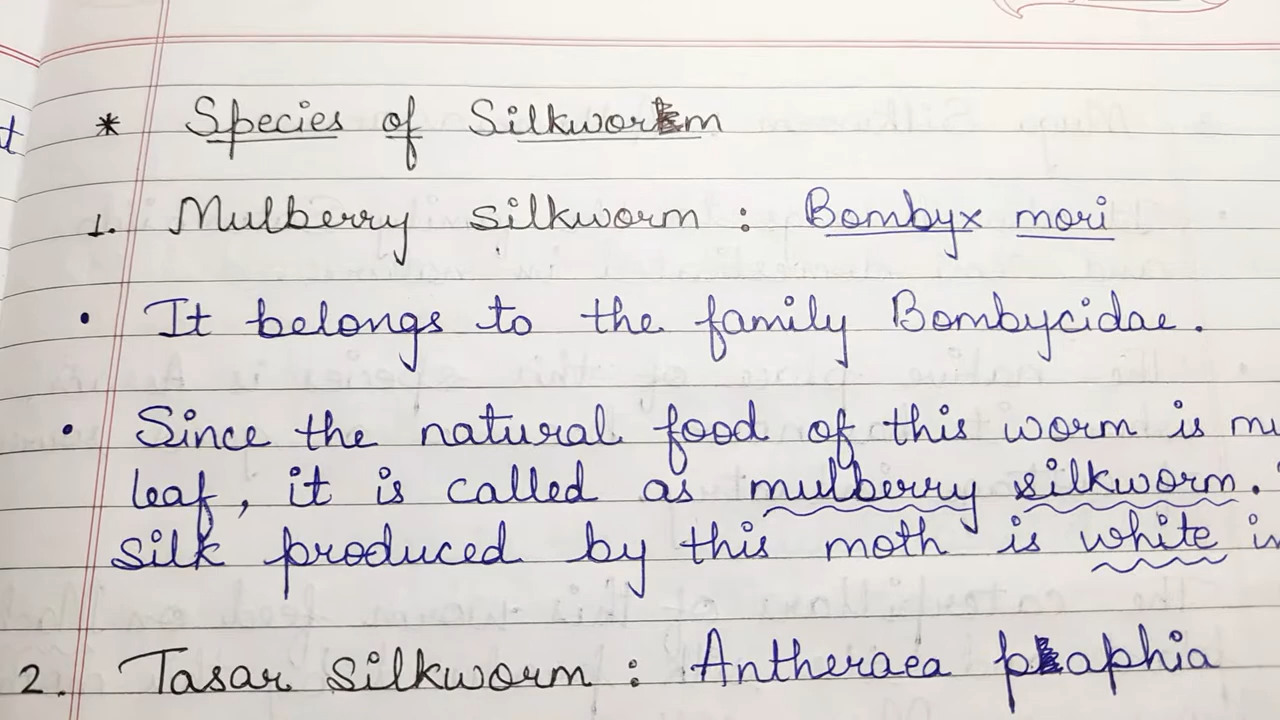 * Species of Silkworm
1. Mulberry silkworm : Bombyx mori
• It belongs to the family Bombycidae.
• Since the natural food of this worm is mu
leaf, it is called as mulberry silkworm.
silk produced by this moth is white in
2. Tasar silkworm : Antheraea paphia